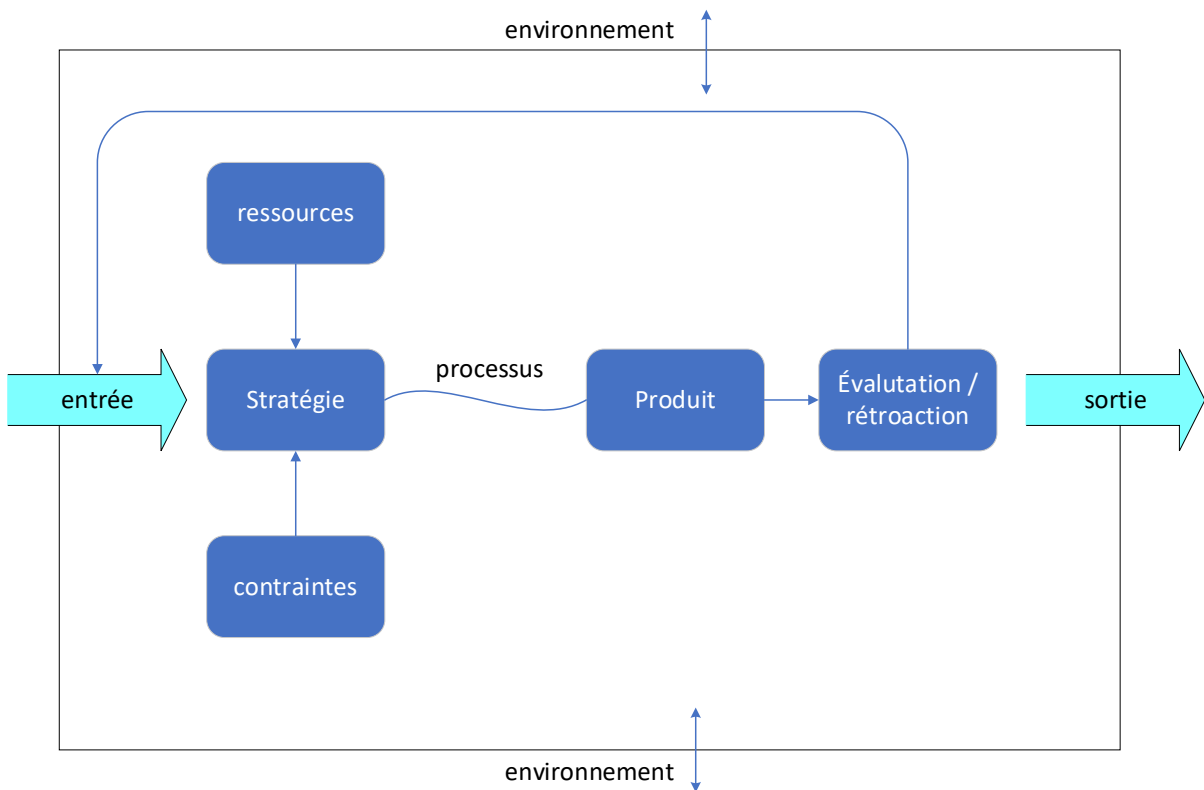 environnement
ressources
processus
entrée
Stratégie
Produit
Évalutation /
rétroaction
sortie
contraintes
environnement